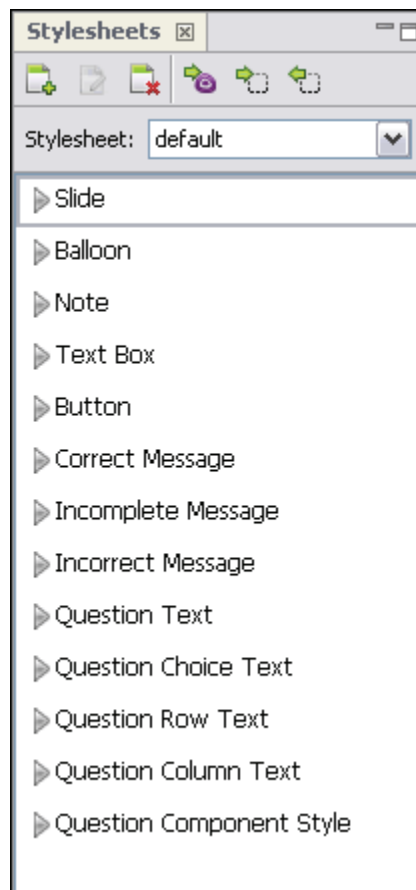 Stylesheets
Stylesheet: default
Slide
Balloon
Note
Text Box
Button
Correct Message
Incomplete Message
Incorrect Message
Question Text
Question Choice Text
Question Row Text
Question Column Text
Question Component Style